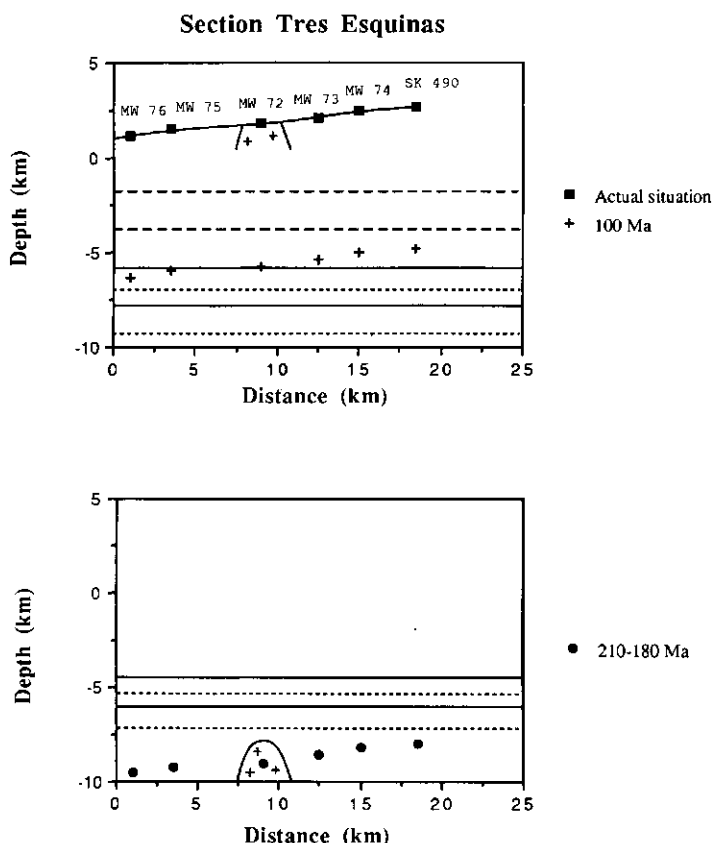 Section Tres Esquinas
5
0
-5
-10
Depth (km)
MW 76 MW 75 MW 72 MW 73 MW 74 SK 490
0 5 10 15 20 25
Distance (km)
Actual situation
100 Ma
5
0
-5
-10
Depth (km)
0 5 10 15 20 25
Distance (km)
210-180 Ma